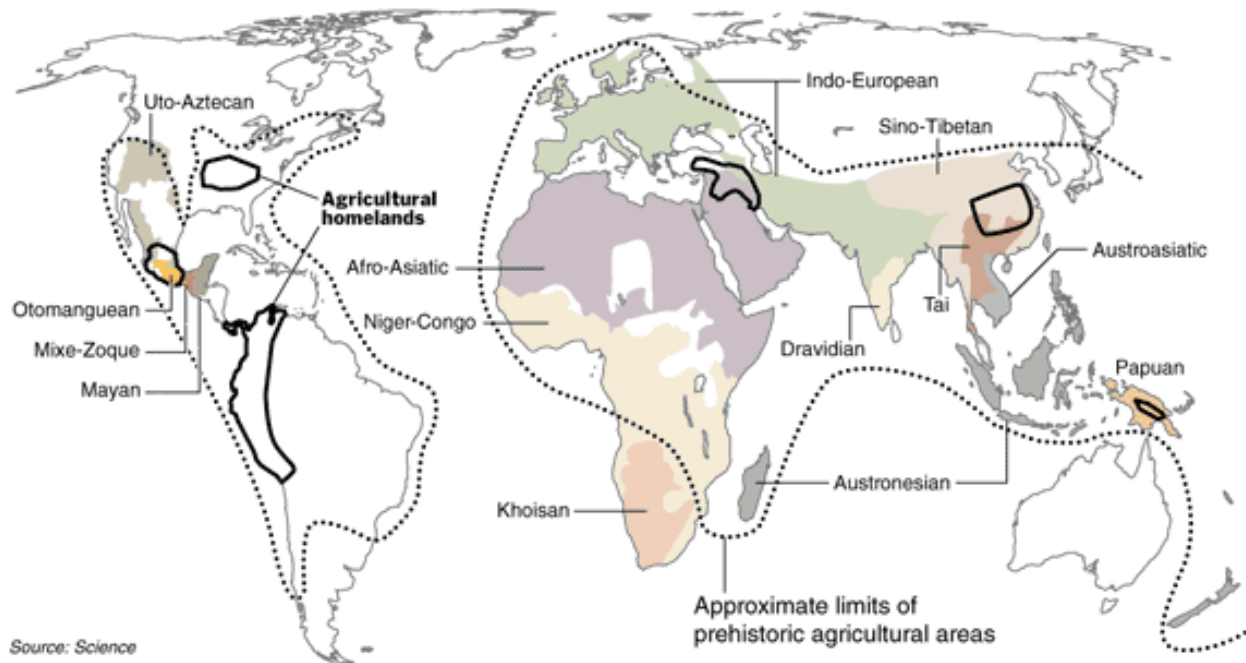 Uto-Aztecan
Indo-European
Sino-Tibetan
Agricultural
homelands
Afro-Asiatic
Austroasiatic
Otomanguean
Niger-Congo
Tai
Mixe-Zoque
Dravidian
Papuan
Mayan
Khoisan
Austronesian
Approximate limits of
prehistoric agricultural areas
Source: Science